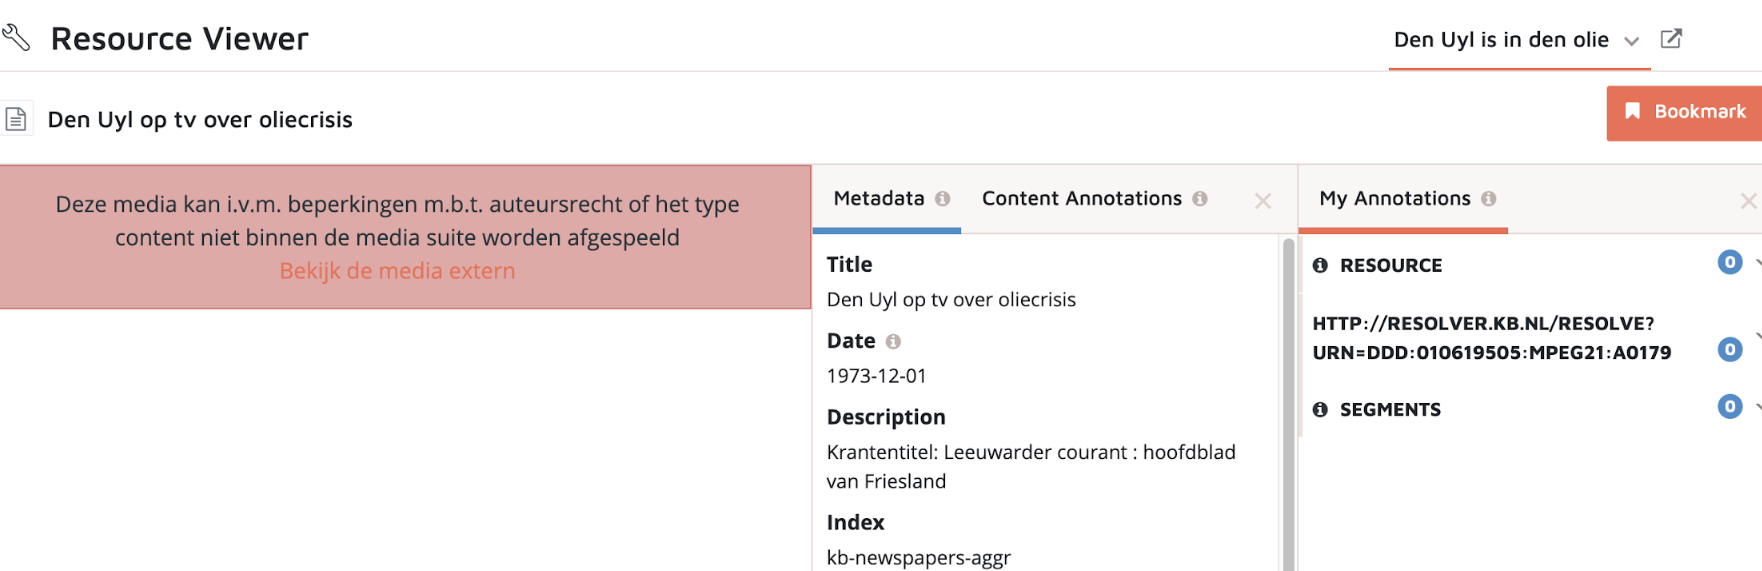 Resource Viewer
Den Uyl is in den olie
Den Uyl op tv over oliecrisis
Bookmark
Deze media kan i.v.m. beperkingen m.b.t. auteursrecht of het type
content niet binnen de media suite worden afgespeeld
Bekijk de media extern
Metadata
Content Annotations
Title
Den Uyl op tv over oliecrisis
Date
1973-12-01
Description
Krantentitel: Leeuwarder courant : hoofdblad
van Friesland
Index
kb-newspapers-aggr
My Annotations
RESOURCE 0
HTTP://RESOLVER.KB.NL/RESOLVE?
URN=DDD:010619505:MPEG21:A0179 0
SEGMENTS 0